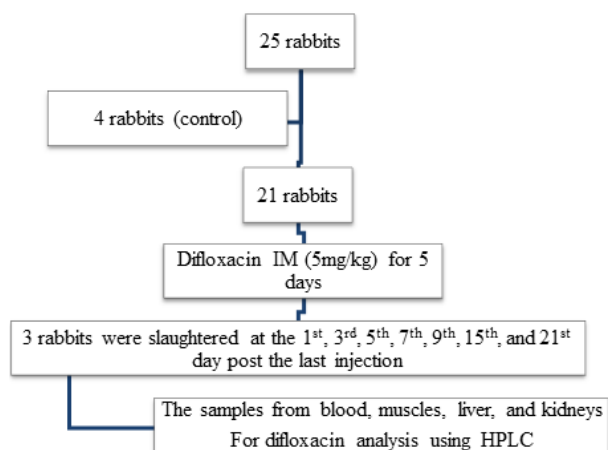 25 rabbits
4 rabbits (control)
21 rabbits
Difloxacin IM (5mg/kg) for 5
days
3 rabbits were slaughtered at the 1st, 3rd, 5th, 7th, 9th, 15th, and 21st
day post the last injection
The samples from blood, muscles, liver, and kidneys
For difloxacin analysis using HPLC